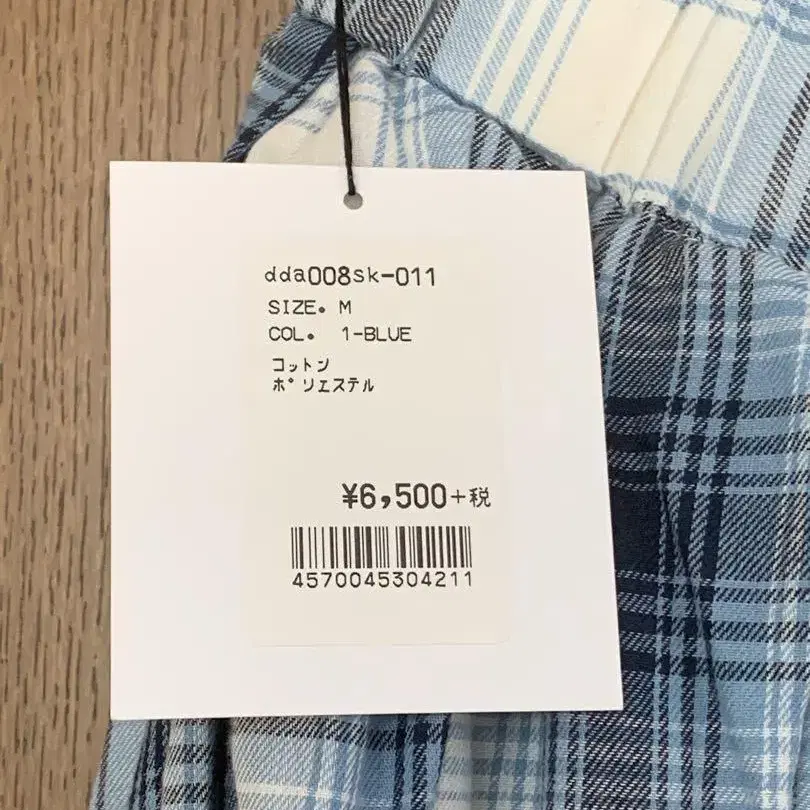 dda008sk-011
SIZE. M
COL. 1-BLUE
コットン
ポリエステル
¥6,500+税
4570045304211